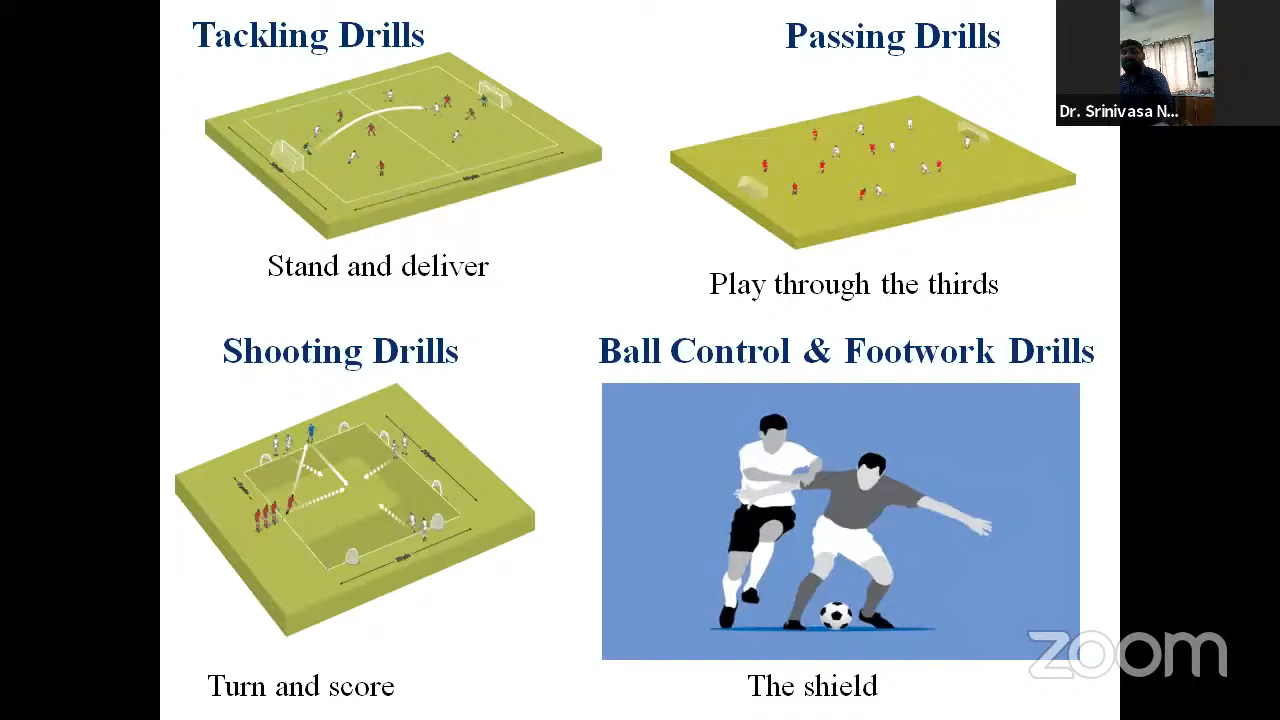 Tackling Drills
Passing Drills
Dr. Srinivasa N...
Stand and deliver
Play through the thirds
Shooting Drills
Ball Control & Footwork Drills
Turn and score
The shield
zoom